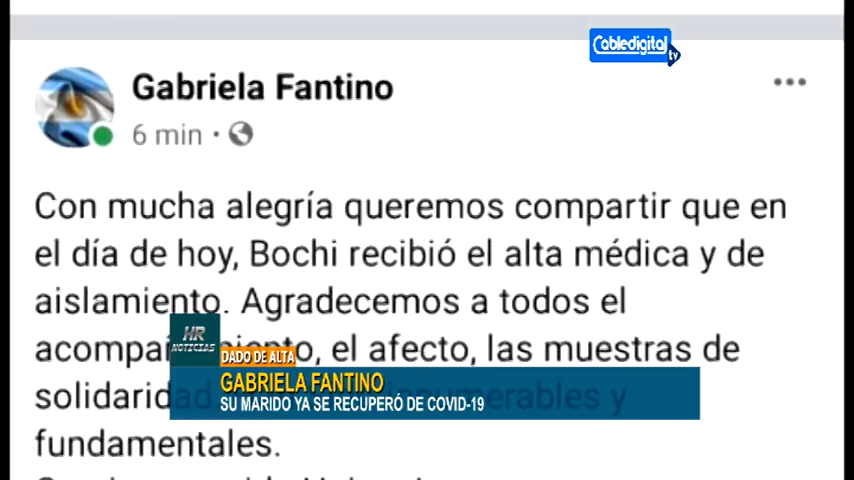 Cabledigital
tv
Gabriela Fantino
6 min
Con mucha alegría queremos compartir que en
el día de hoy, Bochi recibió el alta médica y de
aislamiento. Agradecemos a todos el
el afecto, las muestras de
HR
NOTICIAS
DADO DE ALTA
GABRIELA FANTINO
SU MARIDO YA SE RECUPERÓ DE COVID-19
solidaridad y
fundamentales.